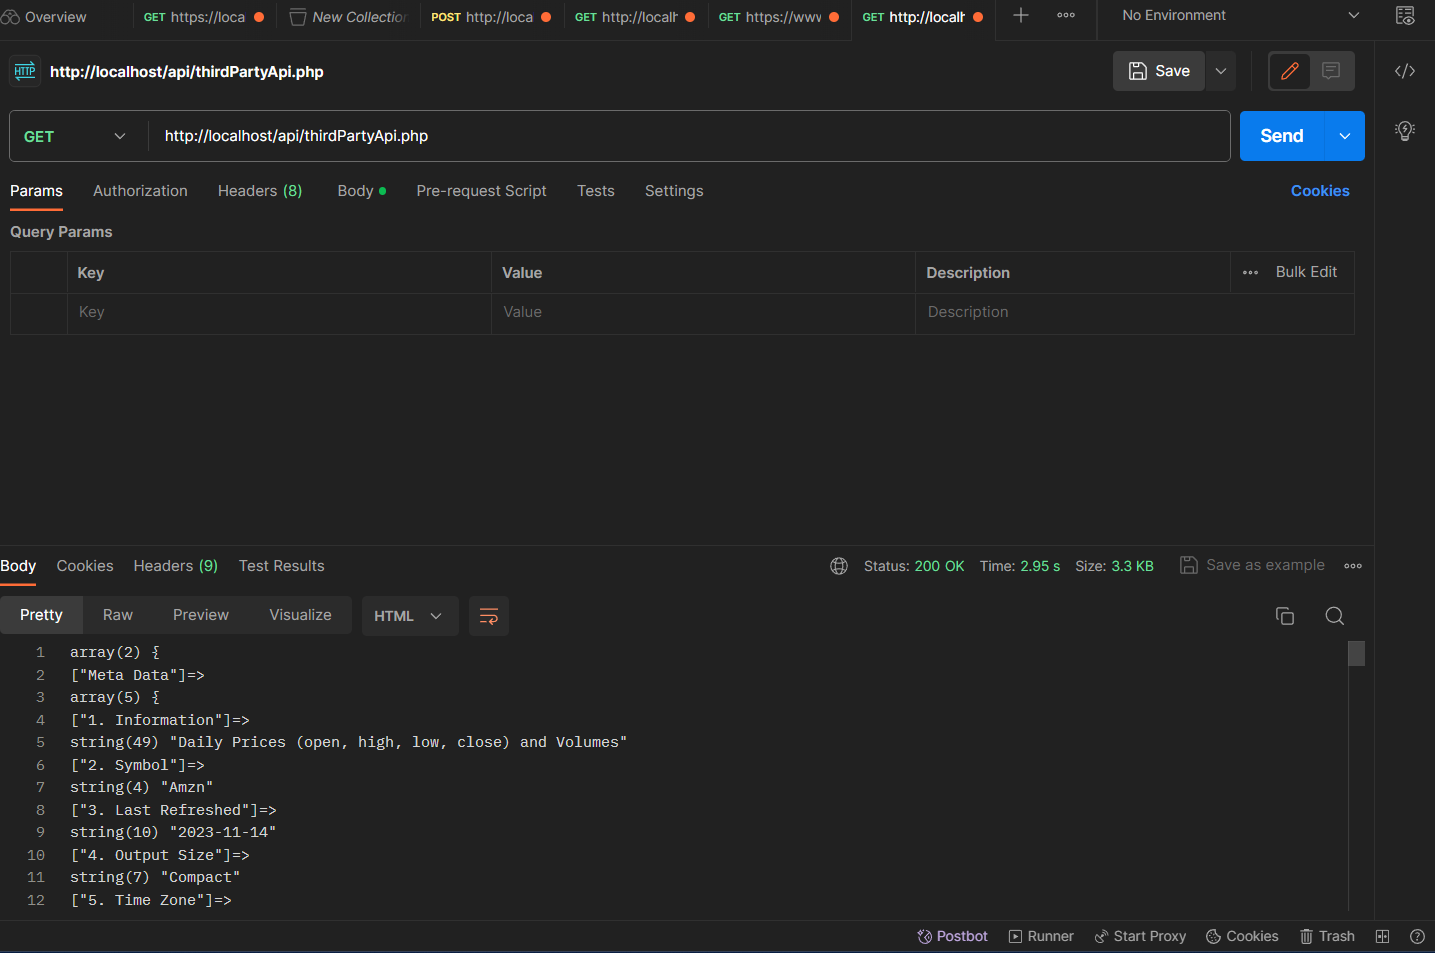 Overview GET https://loca New Collection POST http://loca GET http://localh GET https://www GET http://localh No Environment
HTTP http://localhost/api/thirdPartyApi.php Save
GET http://localhost/api/thirdPartyApi.php Send
Params Authorization Headers (8) Body Pre-request Script Tests Settings Cookies
Query Params
Key Value Description Bulk Edit
Key Value Description
Body Cookies Headers (9) Test Results Status: 200 OK Time: 2.95 s Size: 3.3 KB Save as example
Pretty Raw Preview Visualize HTML
1 array(2) {
2 ["Meta Data"]=>
3 array(5) {
4 ["1. Information"]=>
5 string(49) "Daily Prices (open, high, low, close) and Volumes"
6 ["2. Symbol"]=>
7 string(4) "Amzn"
8 ["3. Last Refreshed"]=>
9 string(10) "2023-11-14"
10 ["4. Output Size"]=>
11 string(7) "Compact"
12 ["5. Time Zone"]=>
Postbot Runner Start Proxy Cookies Trash